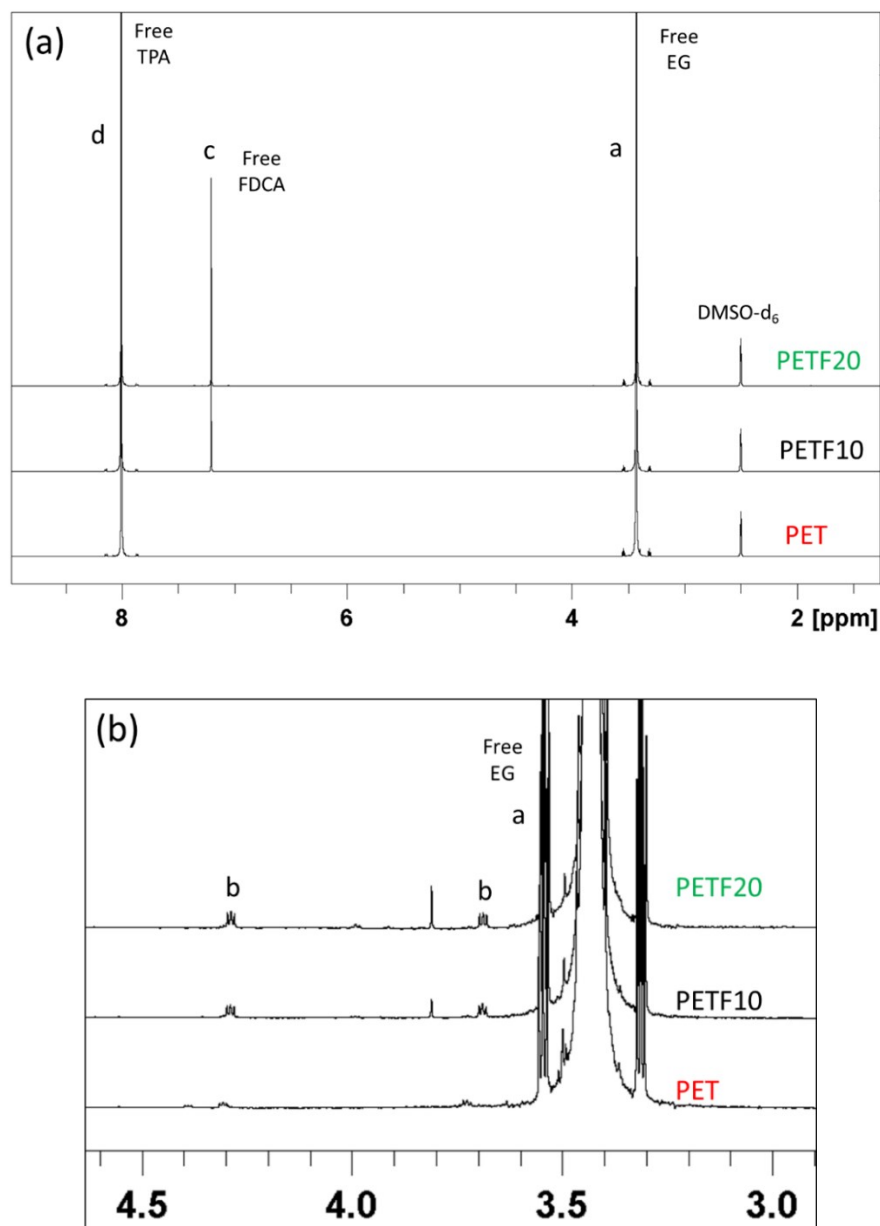 (a)
Free
TPA
Free
EG
d
c
Free
FDCA
a
DMSO-d6
PETF20
PETF10
PET
8 6 4 2 [ppm]
(b)
Free
EG
a
b b
PETF20
PETF10
PET
4.5 4.0 3.5 3.0